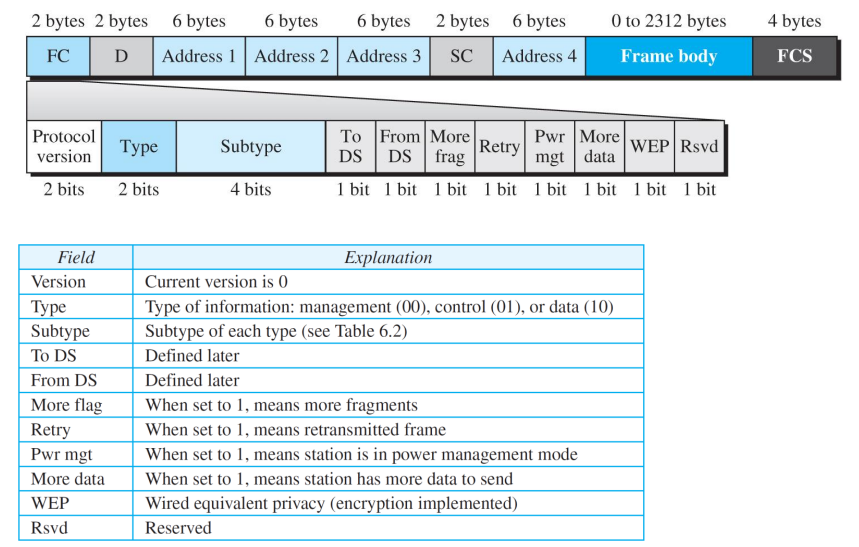 2 bytes 2 bytes 6 bytes 6 bytes 6 bytes 2 bytes 6 bytes 0 to 2312 bytes 4 bytes
FC D Address 1 Address 2 Address 3 SC Address 4 Frame body FCS
Protocol version Type Subtype To DS From DS More frag Retry Pwr mgt More data WEP Rsvd
2 bits 2 bits 4 bits 1 bit 1 bit 1 bit 1 bit 1 bit 1 bit 1 bit 1 bit
Field Explanation
Version Current version is 0
Type Type of information: management (00), control (01), or data (10)
Subtype Subtype of each type (see Table 6.2)
To DS Defined later
From DS Defined later
More flag When set to 1, means more fragments
Retry When set to 1, means retransmitted frame
Pwr mgt When set to 1, means station is in power management mode
More data When set to 1, means station has more data to send
WEP Wired equivalent privacy (encryption implemented)
Rsvd Reserved